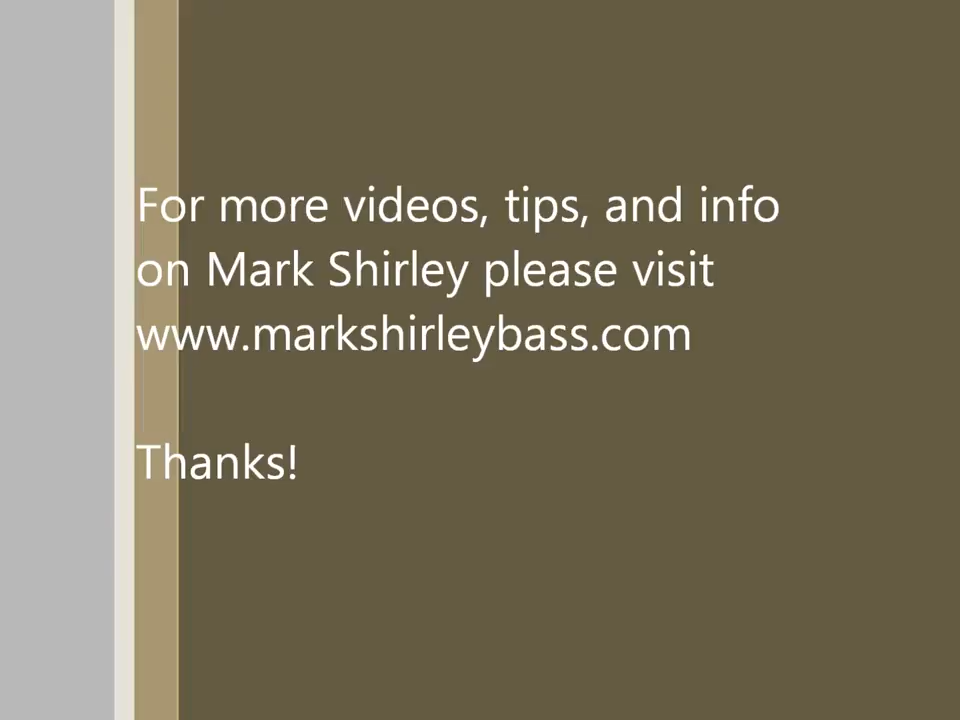 For more videos, tips, and info
on Mark Shirley please visit
www.markshirleybass.com
Thanks!